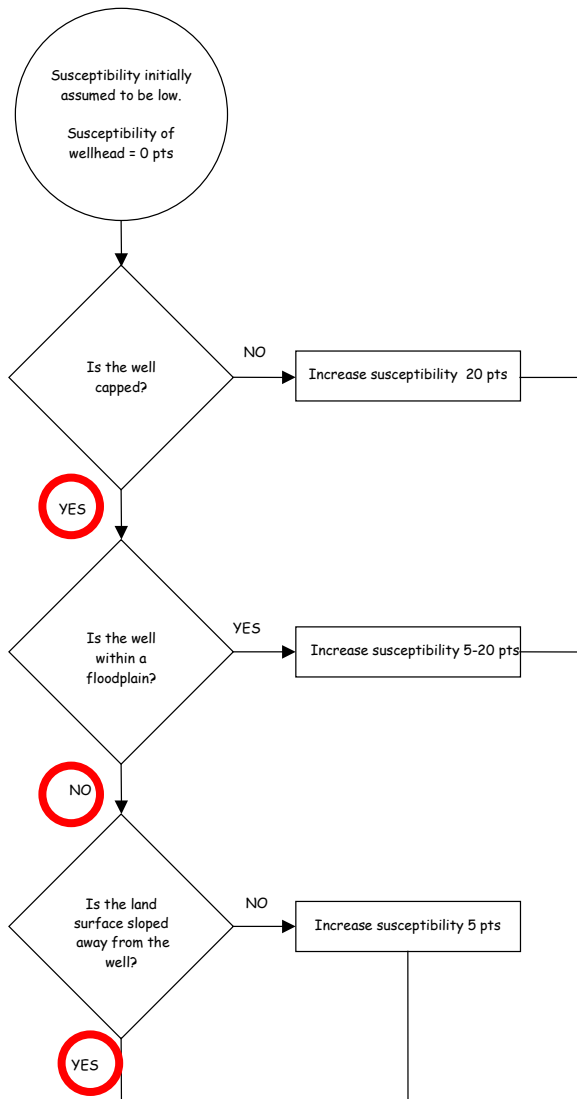 Susceptibility initially
assumed to be low.
Susceptibility of
wellhead = 0 pts
Is the well
capped?
NO
Increase susceptibility 20 pts
YES
Is the well
within a
floodplain?
YES
Increase susceptibility 5-20 pts
NO
Is the land
surface sloped
away from the
well?
NO
Increase susceptibility 5 pts
YES